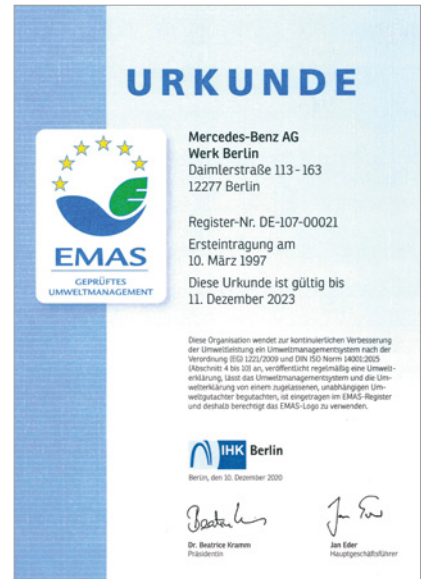 URKUNDE
Mercedes-Benz AG
Werk Berlin
Daimlerstraße 113 - 163
12277 Berlin
EMAS
GEPRÜFTES
UMWELTMANAGEMENT
Register-Nr. DE-107-00021
Ersteintragung am
10. März 1997
Diese Urkunde ist gültig bis
11. Dezember 2023
Diese Organisation wendet zur kontinuierlichen Verbesserung
der Umweltleistung ein Umweltmanagementsystem nach der
Verordnung (EG) 1221/2009 und DIN ISO Norm 14001:2015
(Abschnitt 4 bis 10) an, veröffentlicht regelmäßig eine Umwelt-
erklärung, lässt das Umweltmanagementsystem und die Um-
welterklärung von einem zugelassenen, unabhängigen Um-
weltgutachter begutachten, ist eingetragen im EMAS-Register
und deshalb berechtigt das EMAS-Logo zu verwenden.
IHK Berlin
Berlin, den 10. Dezember 2020
Dr. Beatrice Kramm
Präsidentin
Jan Eder
Hauptgeschäftsführer